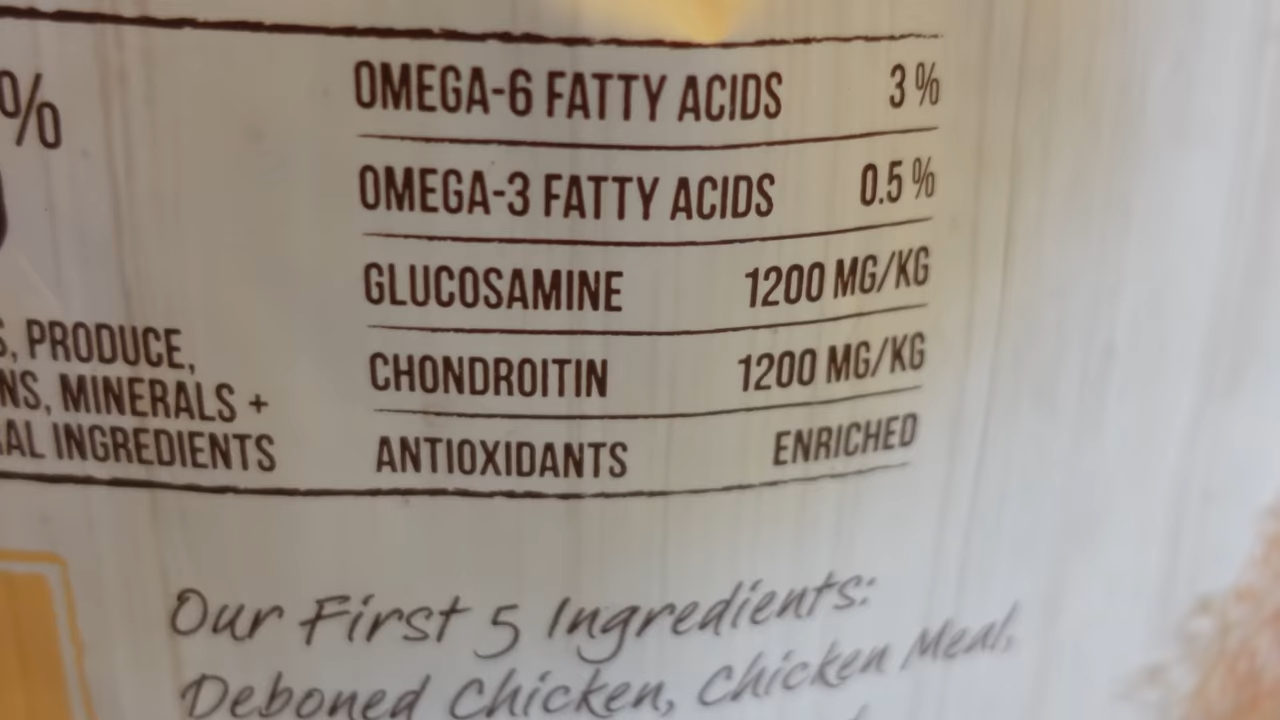 %
OMEGA-6 FATTY ACIDS 3 %
OMEGA-3 FATTY ACIDS 0.5 %
GLUCOSAMINE 1200 MG/KG
CHONDROITIN 1200 MG/KG
ANTIOXIDANTS ENRICHED
, PRODUCE,
NS, MINERALS +
AL INGREDIENTS
Our First 5 Ingredients:
Deboned Chicken, Chicken Meal,